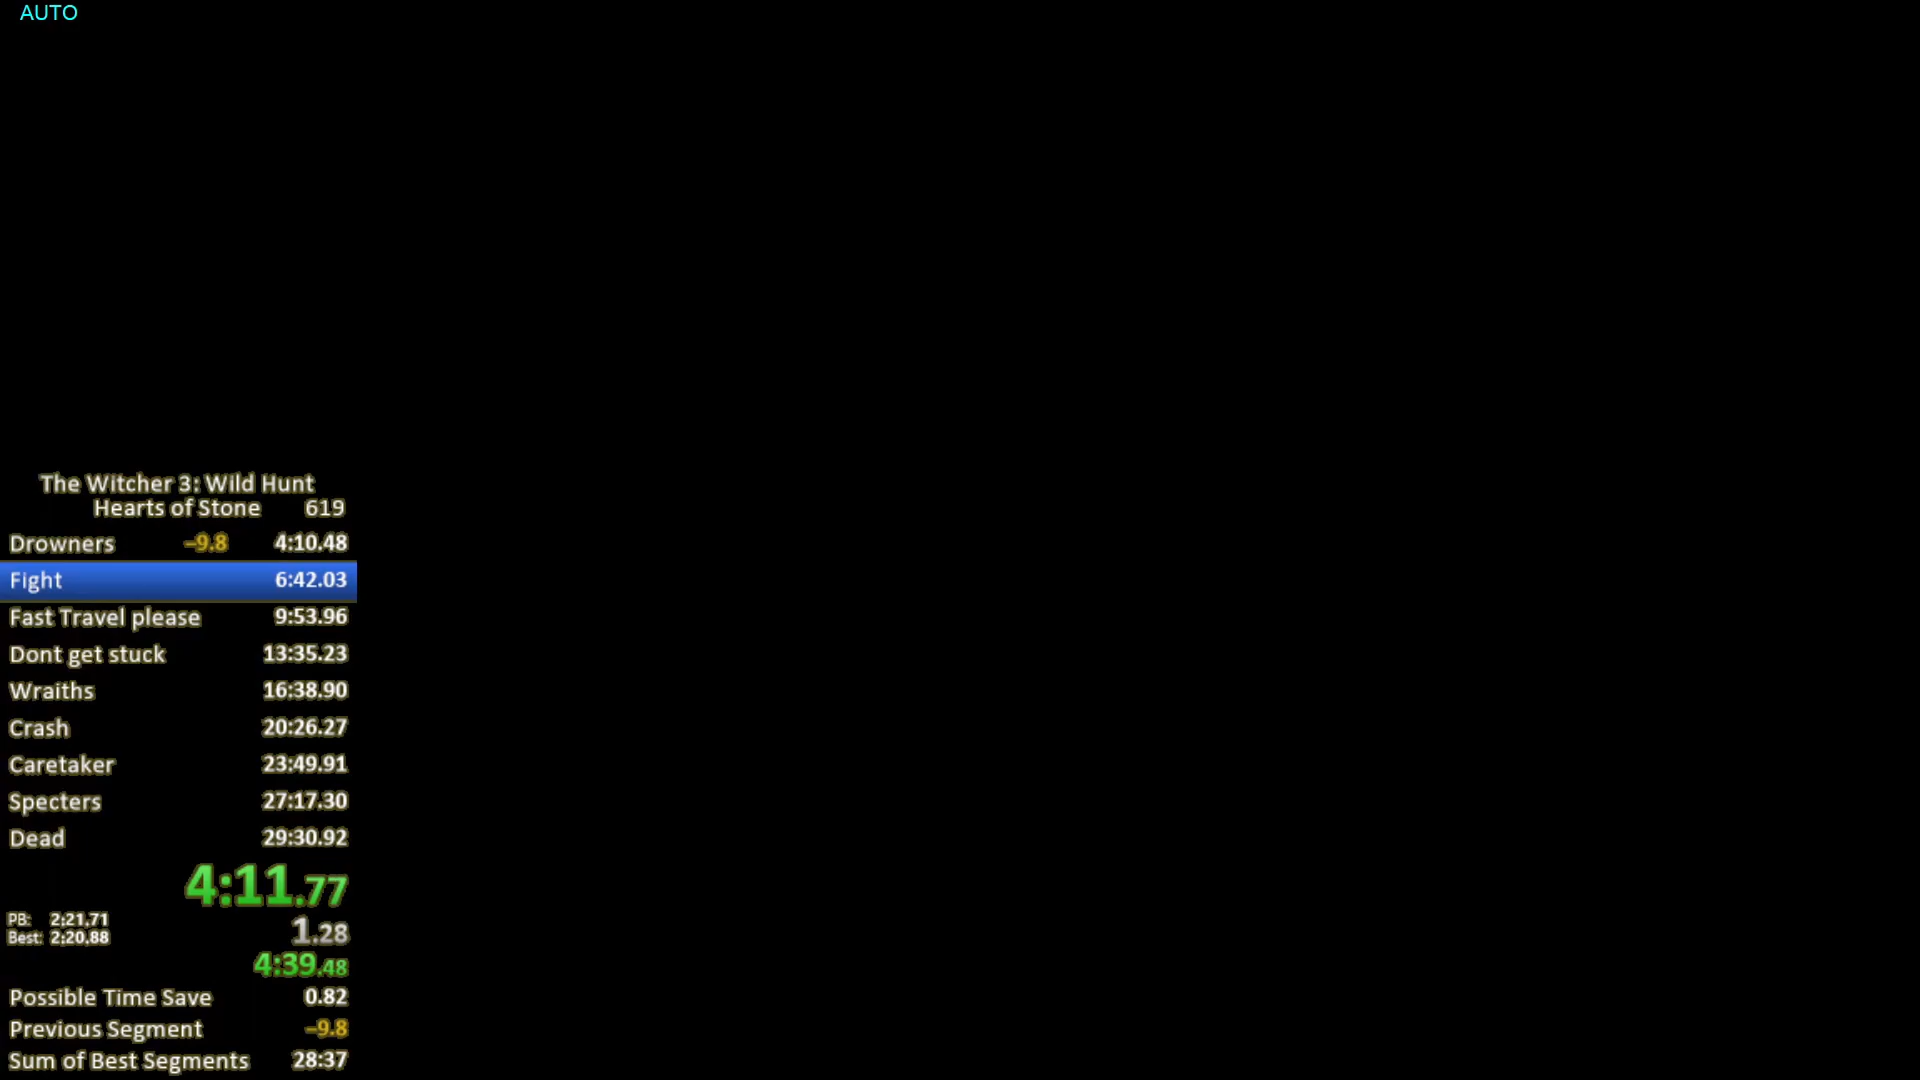 AUTO
The Witcher 3: Wild Hunt
Hearts of Stone 619
Drowners −9.8 4:10.48
Fight 6:42.03
Fast Travel please 9:53.96
Dont get stuck 13:35.23
Wraiths 16:38.90
Crash 20:26.27
Caretaker 23:49.91
Specters 27:17.30
Dead 29:30.92
4:11.77
PB: 2:21.71
Best: 2:20.88
1.28
4:39.48
Possible Time Save 0.82
Previous Segment −9.8
Sum of Best Segments 28:37